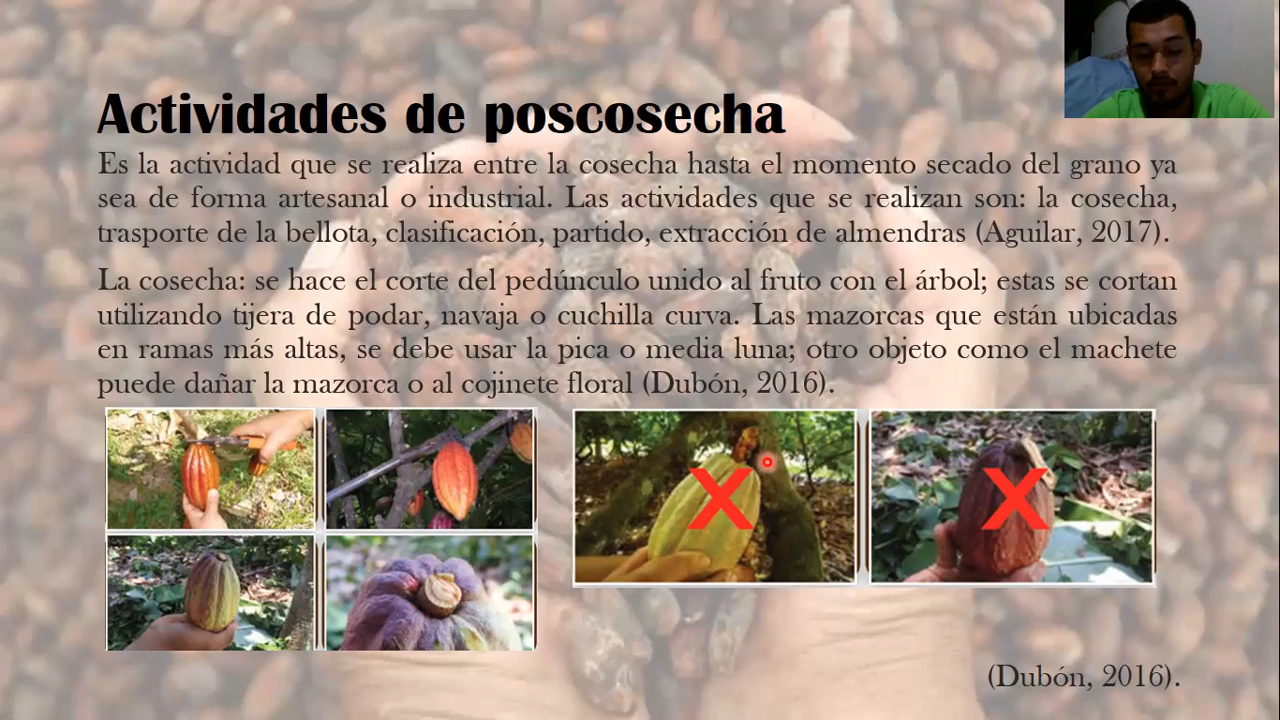 Actividades de poscosecha
Es la actividad que se realiza entre la cosecha hasta el momento secado del grano ya
sea de forma artesanal o industrial. Las actividades que se realizan son: la cosecha,
trasporte de la bellota, clasificación, partido, extracción de almendras (Aguilar, 2017).
La cosecha: se hace el corte del pedúnculo unido al fruto con el árbol; estas se cortan
utilizando tijera de podar, navaja o cuchilla curva. Las mazorcas que están ubicadas
en ramas más altas, se debe usar la pica o media luna; otro objeto como el machete
puede dañar la mazorca o al cojinete floral (Dubón, 2016).
X X
(Dubón, 2016).